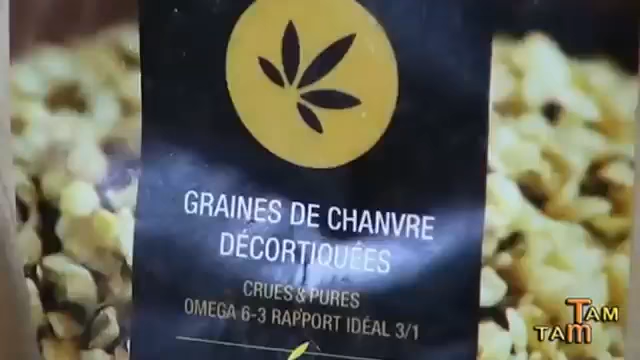 GRAINES DE CHANVRE
DÉCORTIQUÉES
CRUES & PURES
OMEGA 6-3 RAPPORT IDÉAL 3/1
TAM
TAM